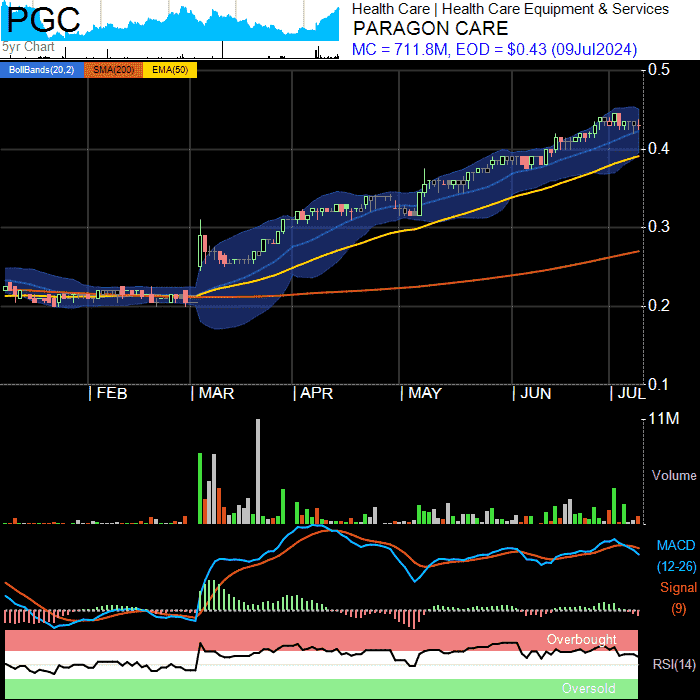 PGC
5yr Chart
Health Care | Health Care Equipment & Services
PARAGON CARE
MC = 711.8M, EOD = $0.43 (09Jul2024)
BollBands(20,2) SMA(200) EMA(50)
0.5
0.4
0.3
0.2
0.1
| FEB | MAR | APR | MAY | JUN | JUL
11M
Volume
MACD
(12-26)
Signal
(9)
Overbought
RSI(14)
Oversold